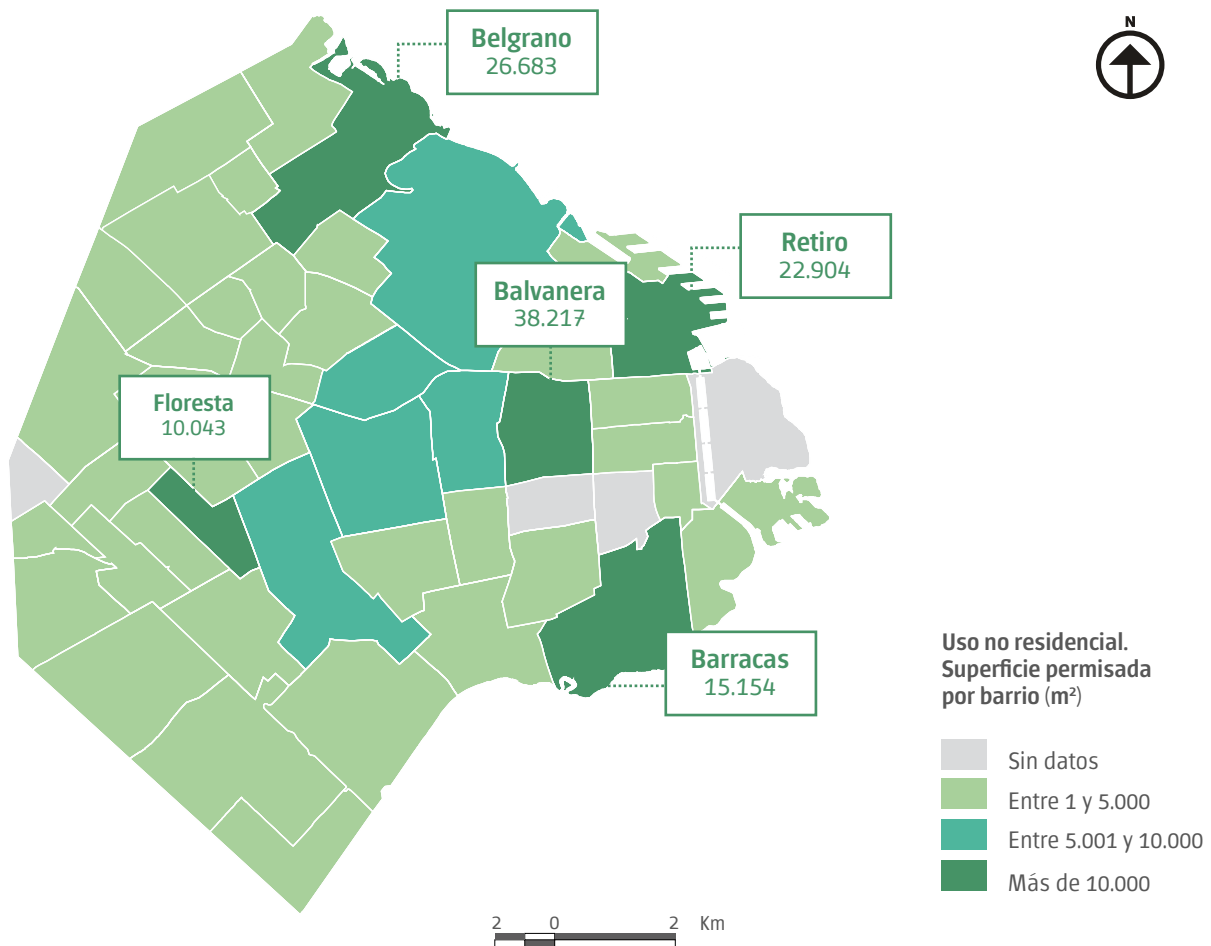 N
Belgrano
26.683
Retiro
22.904
Balvanera
38.217
Floresta
10.043
Barracas
15.154
Uso no residencial.
Superficie permisada
por barrio (m²)
Sin datos
Entre 1 y 5.000
Entre 5.001 y 10.000
Más de 10.000
2 0 2 Km